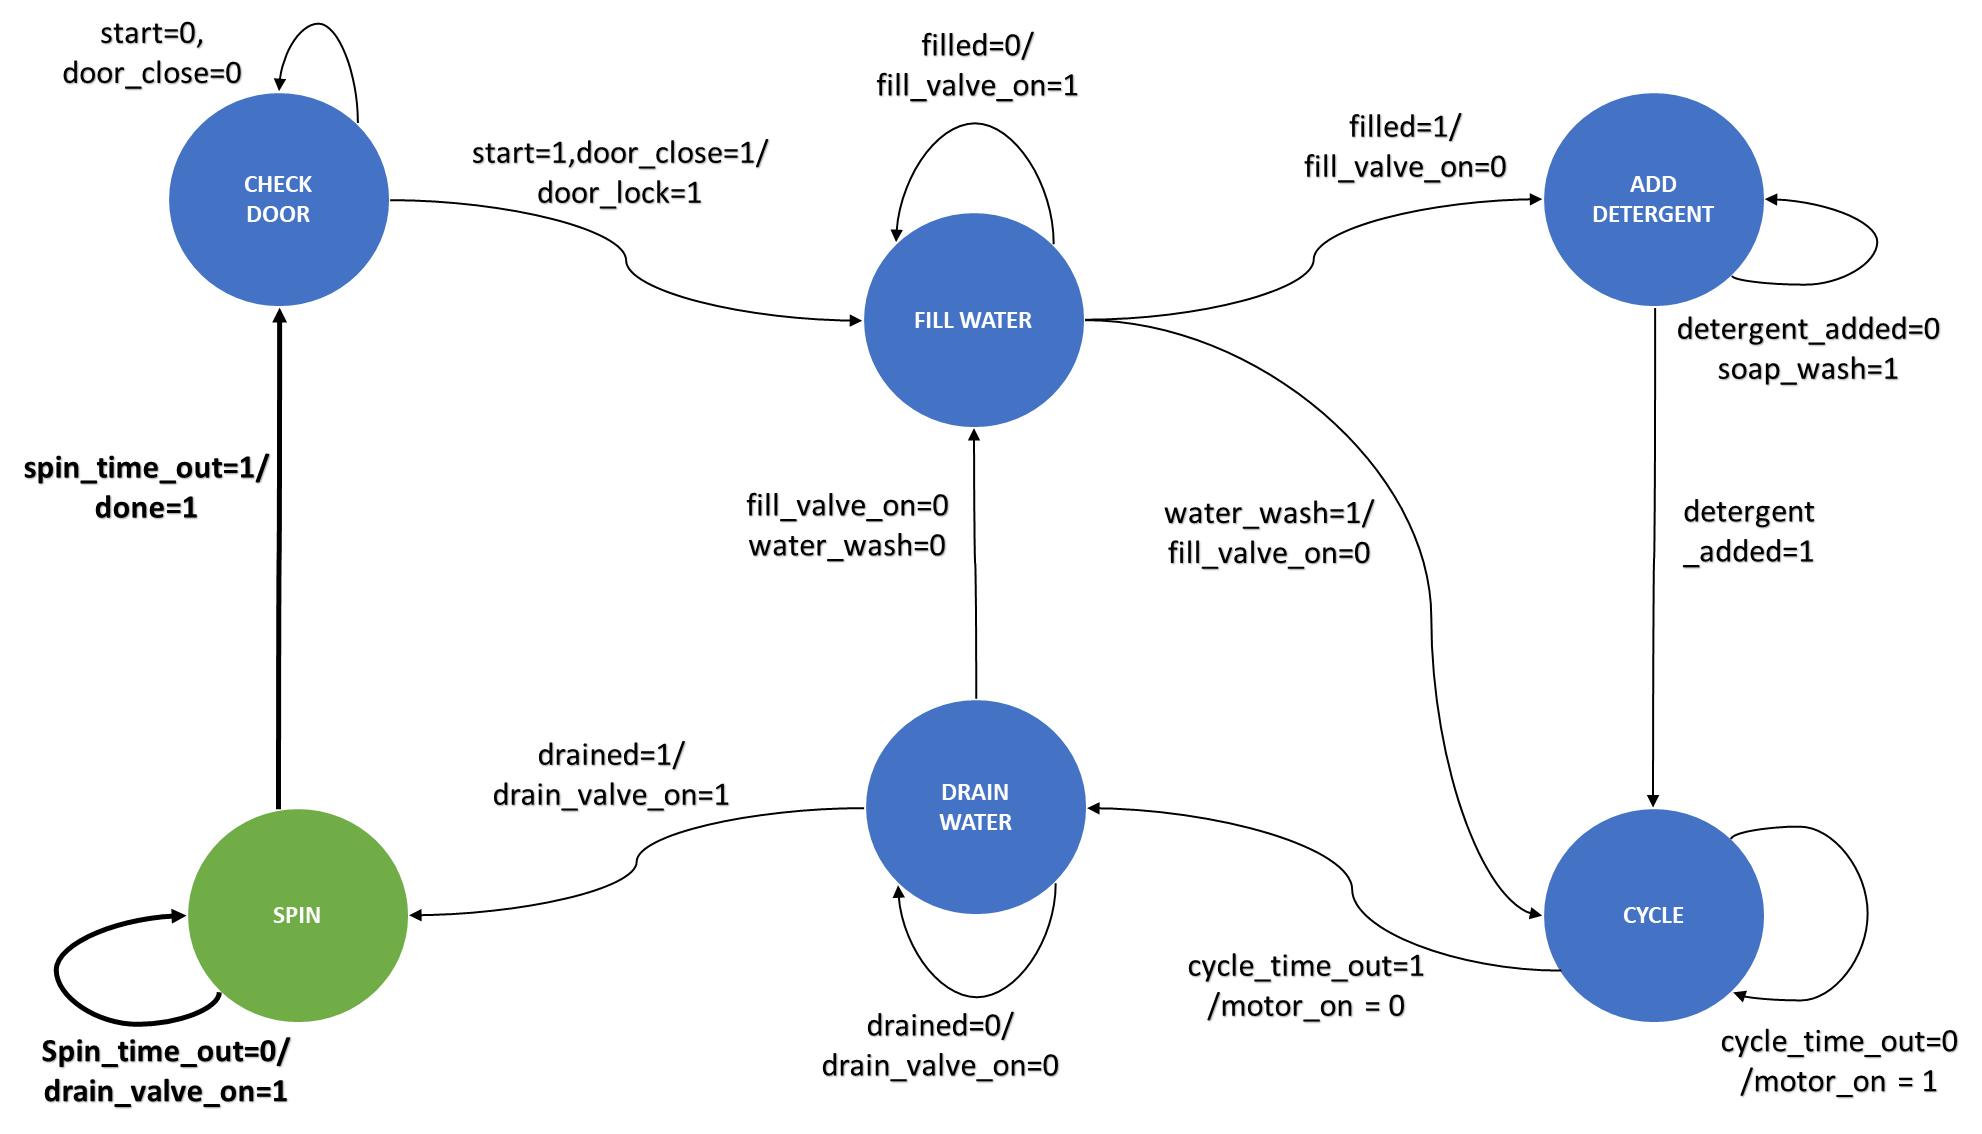 start=0,
door_close=0
filled=0/
fill_valve_on=1
start=1,door_close=1/
door_lock=1
filled=1/
fill_valve_on=0
CHECK
DOOR
ADD
DETERGENT
FILL WATER
detergent_added=0
soap_wash=1
spin_time_out=1/
done=1
fill_valve_on=0
water_wash=0
water_wash=1/
fill_valve_on=0
detergent
_added=1
drained=1/
drain_valve_on=1
DRAIN
WATER
SPIN
CYCLE
cycle_time_out=1
/motor_on = 0
drained=0/
drain_valve_on=0
Spin_time_out=0/
drain_valve_on=1
cycle_time_out=0
/motor_on = 1